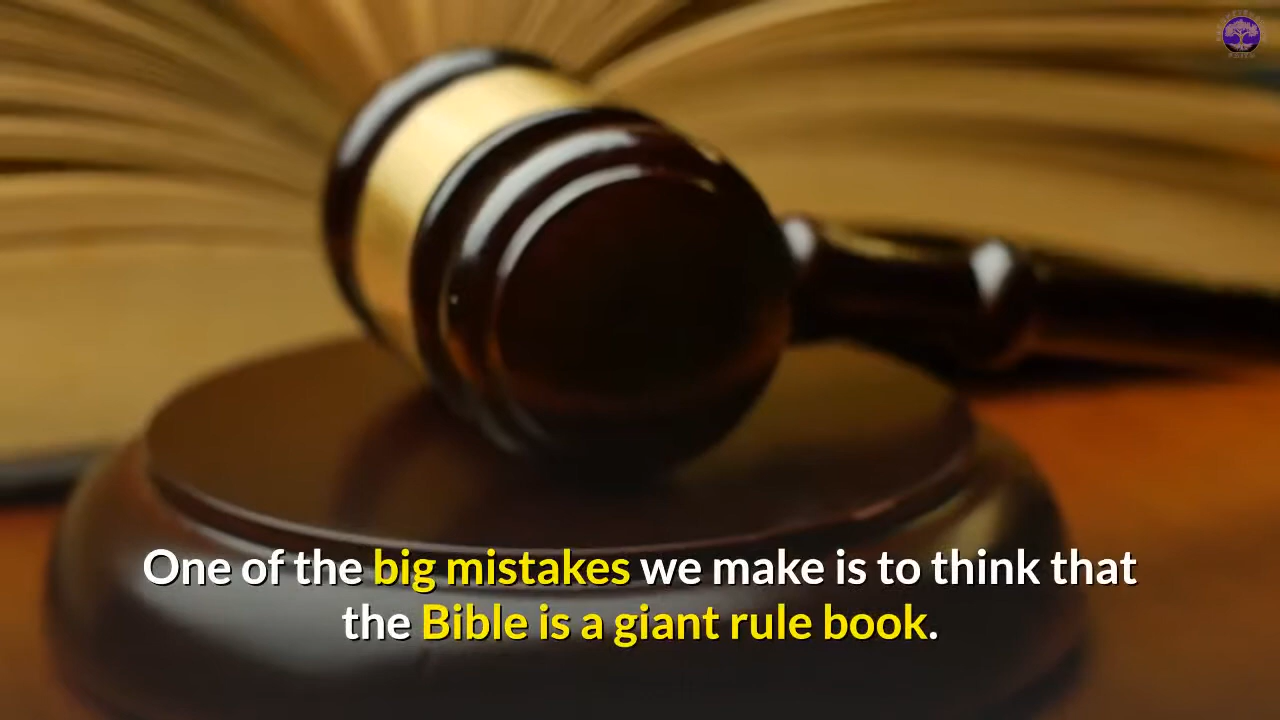 One of the big mistakes we make is to think that
the Bible is a giant rule book.